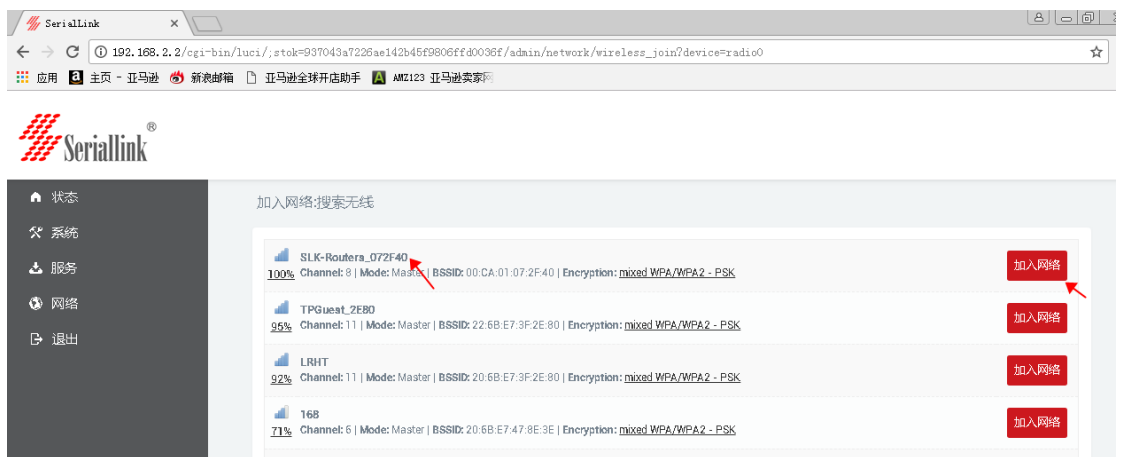 SerialLink
192.168.2.2/cgi-bin/luci/;stok=937043a7226ae142b45f9806ffd0036f/admin/network/wireless_join?device=radio0
应用 主页 - 亚马逊 新浪邮箱 亚马逊全球开店助手 AMZ123 亚马逊卖家网
Seriallink®
状态
系统
服务
网络
退出
加入网络:搜索无线
SLK-Routers_072F40
100% Channel: 8 | Mode: Master | BSSID: 00:CA:01:07:2F:40 | Encryption: mixed WPA/WPA2 - PSK
加入网络
TPGuest_2E80
95% Channel: 11 | Mode: Master | BSSID: 22:6B:E7:3F:2E:80 | Encryption: mixed WPA/WPA2 - PSK
加入网络
LRHT
92% Channel: 11 | Mode: Master | BSSID: 20:6B:E7:3F:2E:80 | Encryption: mixed WPA/WPA2 - PSK
加入网络
168
71% Channel: 6 | Mode: Master | BSSID: 20:6B:E7:47:8E:3E | Encryption: mixed WPA/WPA2 - PSK
加入网络